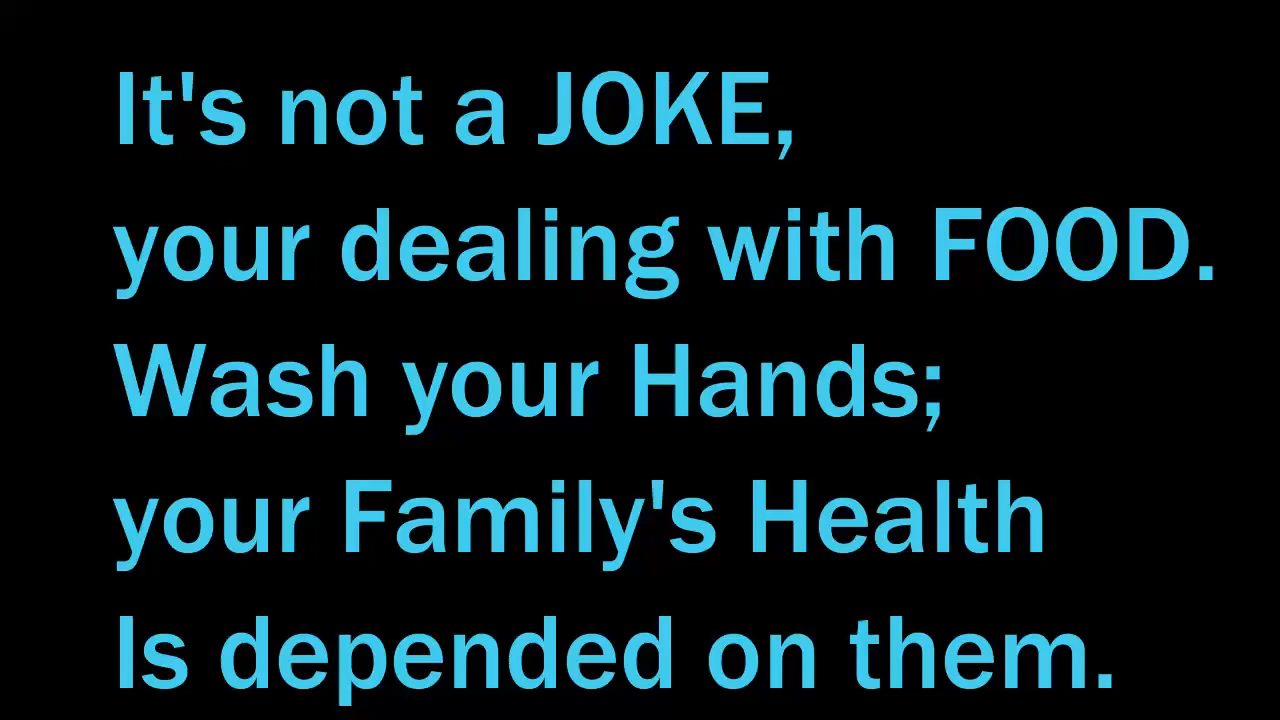 It's not a JOKE,
your dealing with FOOD.
Wash your Hands;
your Family's Health
Is depended on them.